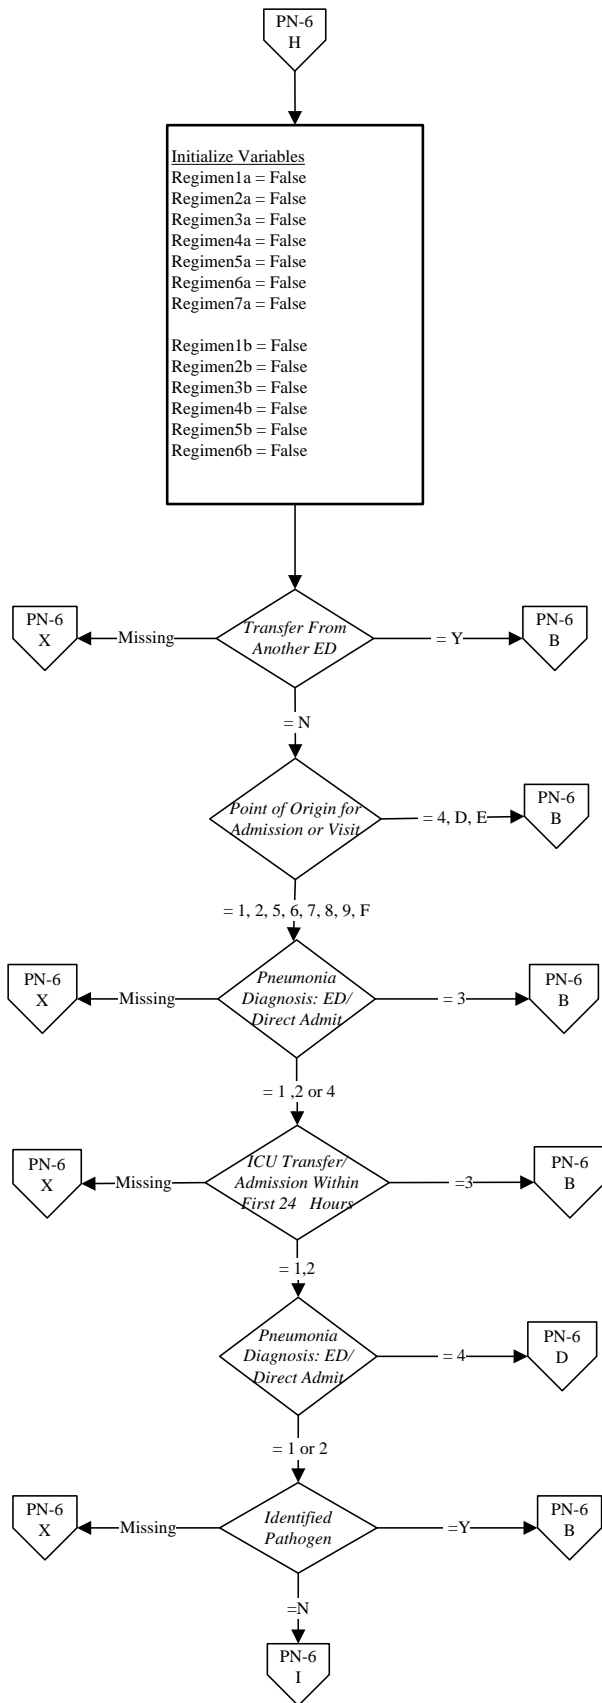 PN-6
H
Initialize Variables
Regimen1a = False
Regimen2a = False
Regimen3a = False
Regimen4a = False
Regimen5a = False
Regimen6a = False
Regimen7a = False
Regimen1b = False
Regimen2b = False
Regimen3b = False
Regimen4b = False
Regimen5b = False
Regimen6b = False
PN-6
X
Missing
Transfer From
Another ED
= Y
PN-6
B
= N
Point of Origin for
Admission or Visit
= 4, D, E
PN-6
B
= 1, 2, 5, 6, 7, 8, 9, F
PN-6
X
Missing
Pneumonia
Diagnosis: ED/
Direct Admit
= 3
PN-6
B
= 1 ,2 or 4
PN-6
X
Missing
ICU Transfer/
Admission Within
First 24 Hours
=3
PN-6
B
= 1,2
Pneumonia
Diagnosis: ED/
Direct Admit
= 4
PN-6
D
= 1 or 2
PN-6
X
Missing
Identified
Pathogen
=Y
PN-6
B
=N
PN-6
I